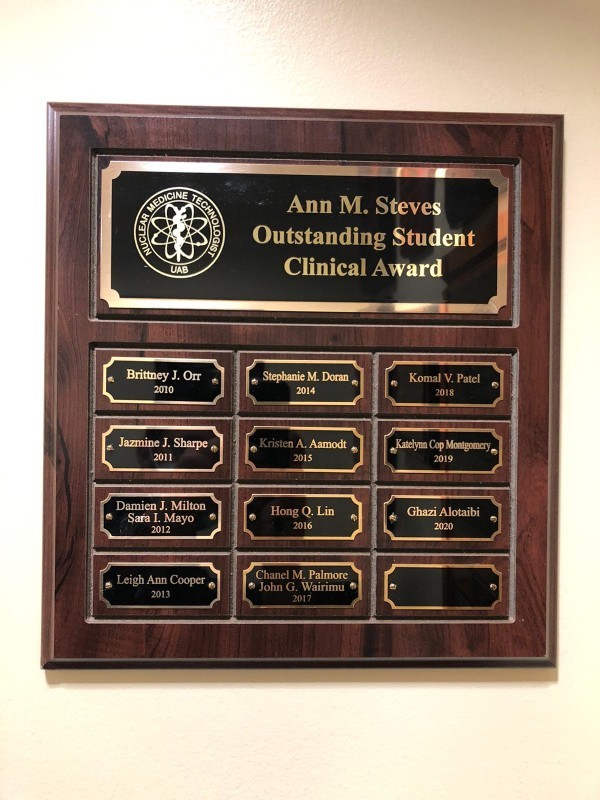 NUCLEAR MEDICINE TECHNOLOGIST
UAB
Ann M. Steves
Outstanding Student
Clinical Award
Brittney J. Orr
2010
Jazmine J. Sharpe
2011
Damien J. Milton
Sara I. Mayo
2012
Leigh Ann Cooper
2013
Stephanie M. Doran
2014
Kristen A. Aamodt
2015
Hong Q. Lin
2016
Chanel M. Palmore
John G. Wairimu
2017
Komal V. Patel
2018
Katelynn Cop Montgomery
2019
Ghazi Alotaibi
2020